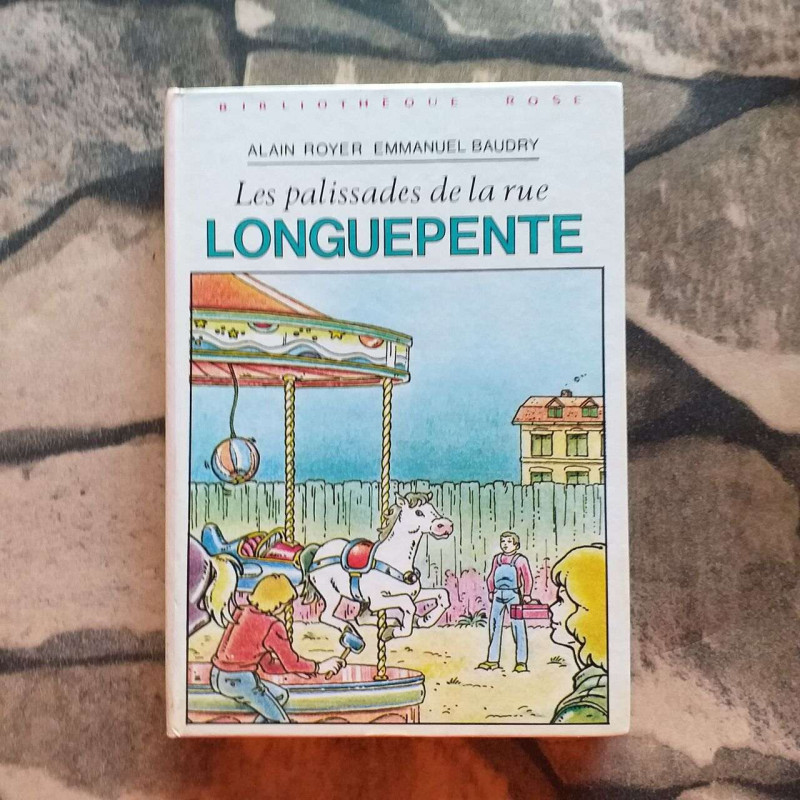 BIBLIOTHÈQUE ROSE
ALAIN ROYER EMMANUEL BAUDRY
Les palissades de la rue
LONGUEPENTE